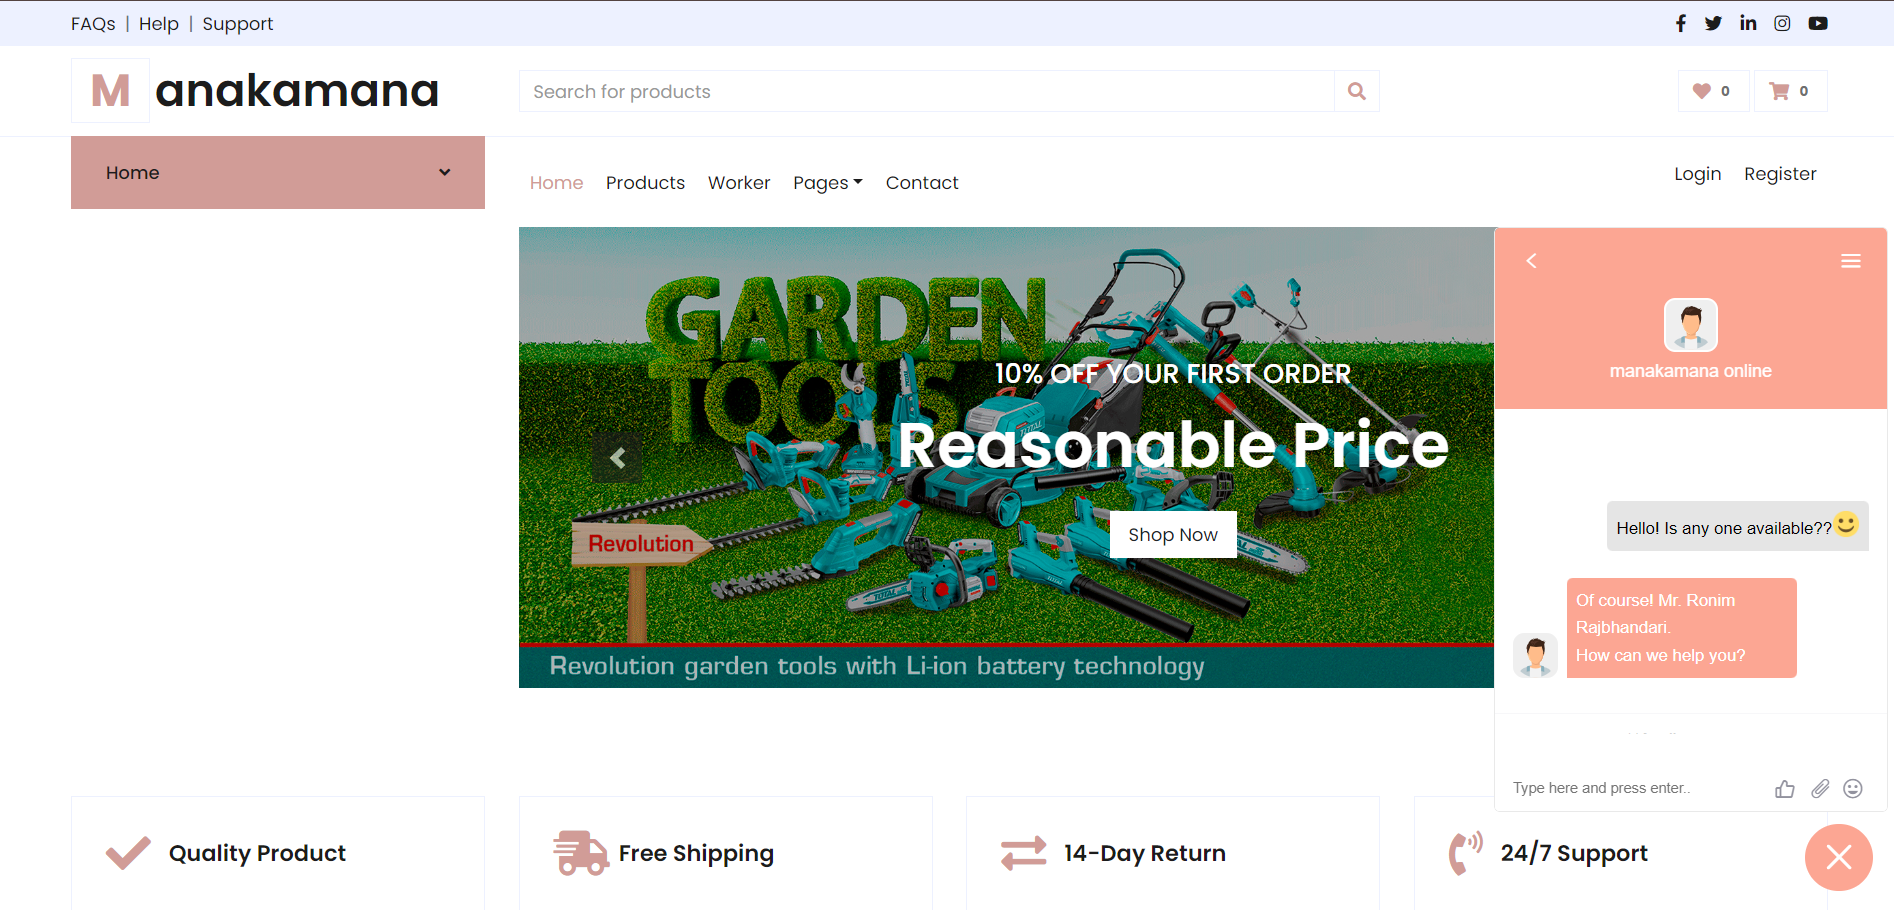 FAQs | Help | Support
M anakamana
Search for products
0
0
Home
Home Products Worker Pages Contact
Login Register
GARDEN
TOOLS
10% OFF YOUR FIRST ORDER
Reasonable Price
Shop Now
Revolution
Revolution garden tools with Li-ion battery technology
manakamana online
Hello! Is any one available??
Of course! Mr. Ronim
Rajbhandari.
How can we help you?
Type here and press enter..
Quality Product
Free Shipping
14-Day Return
24/7 Support